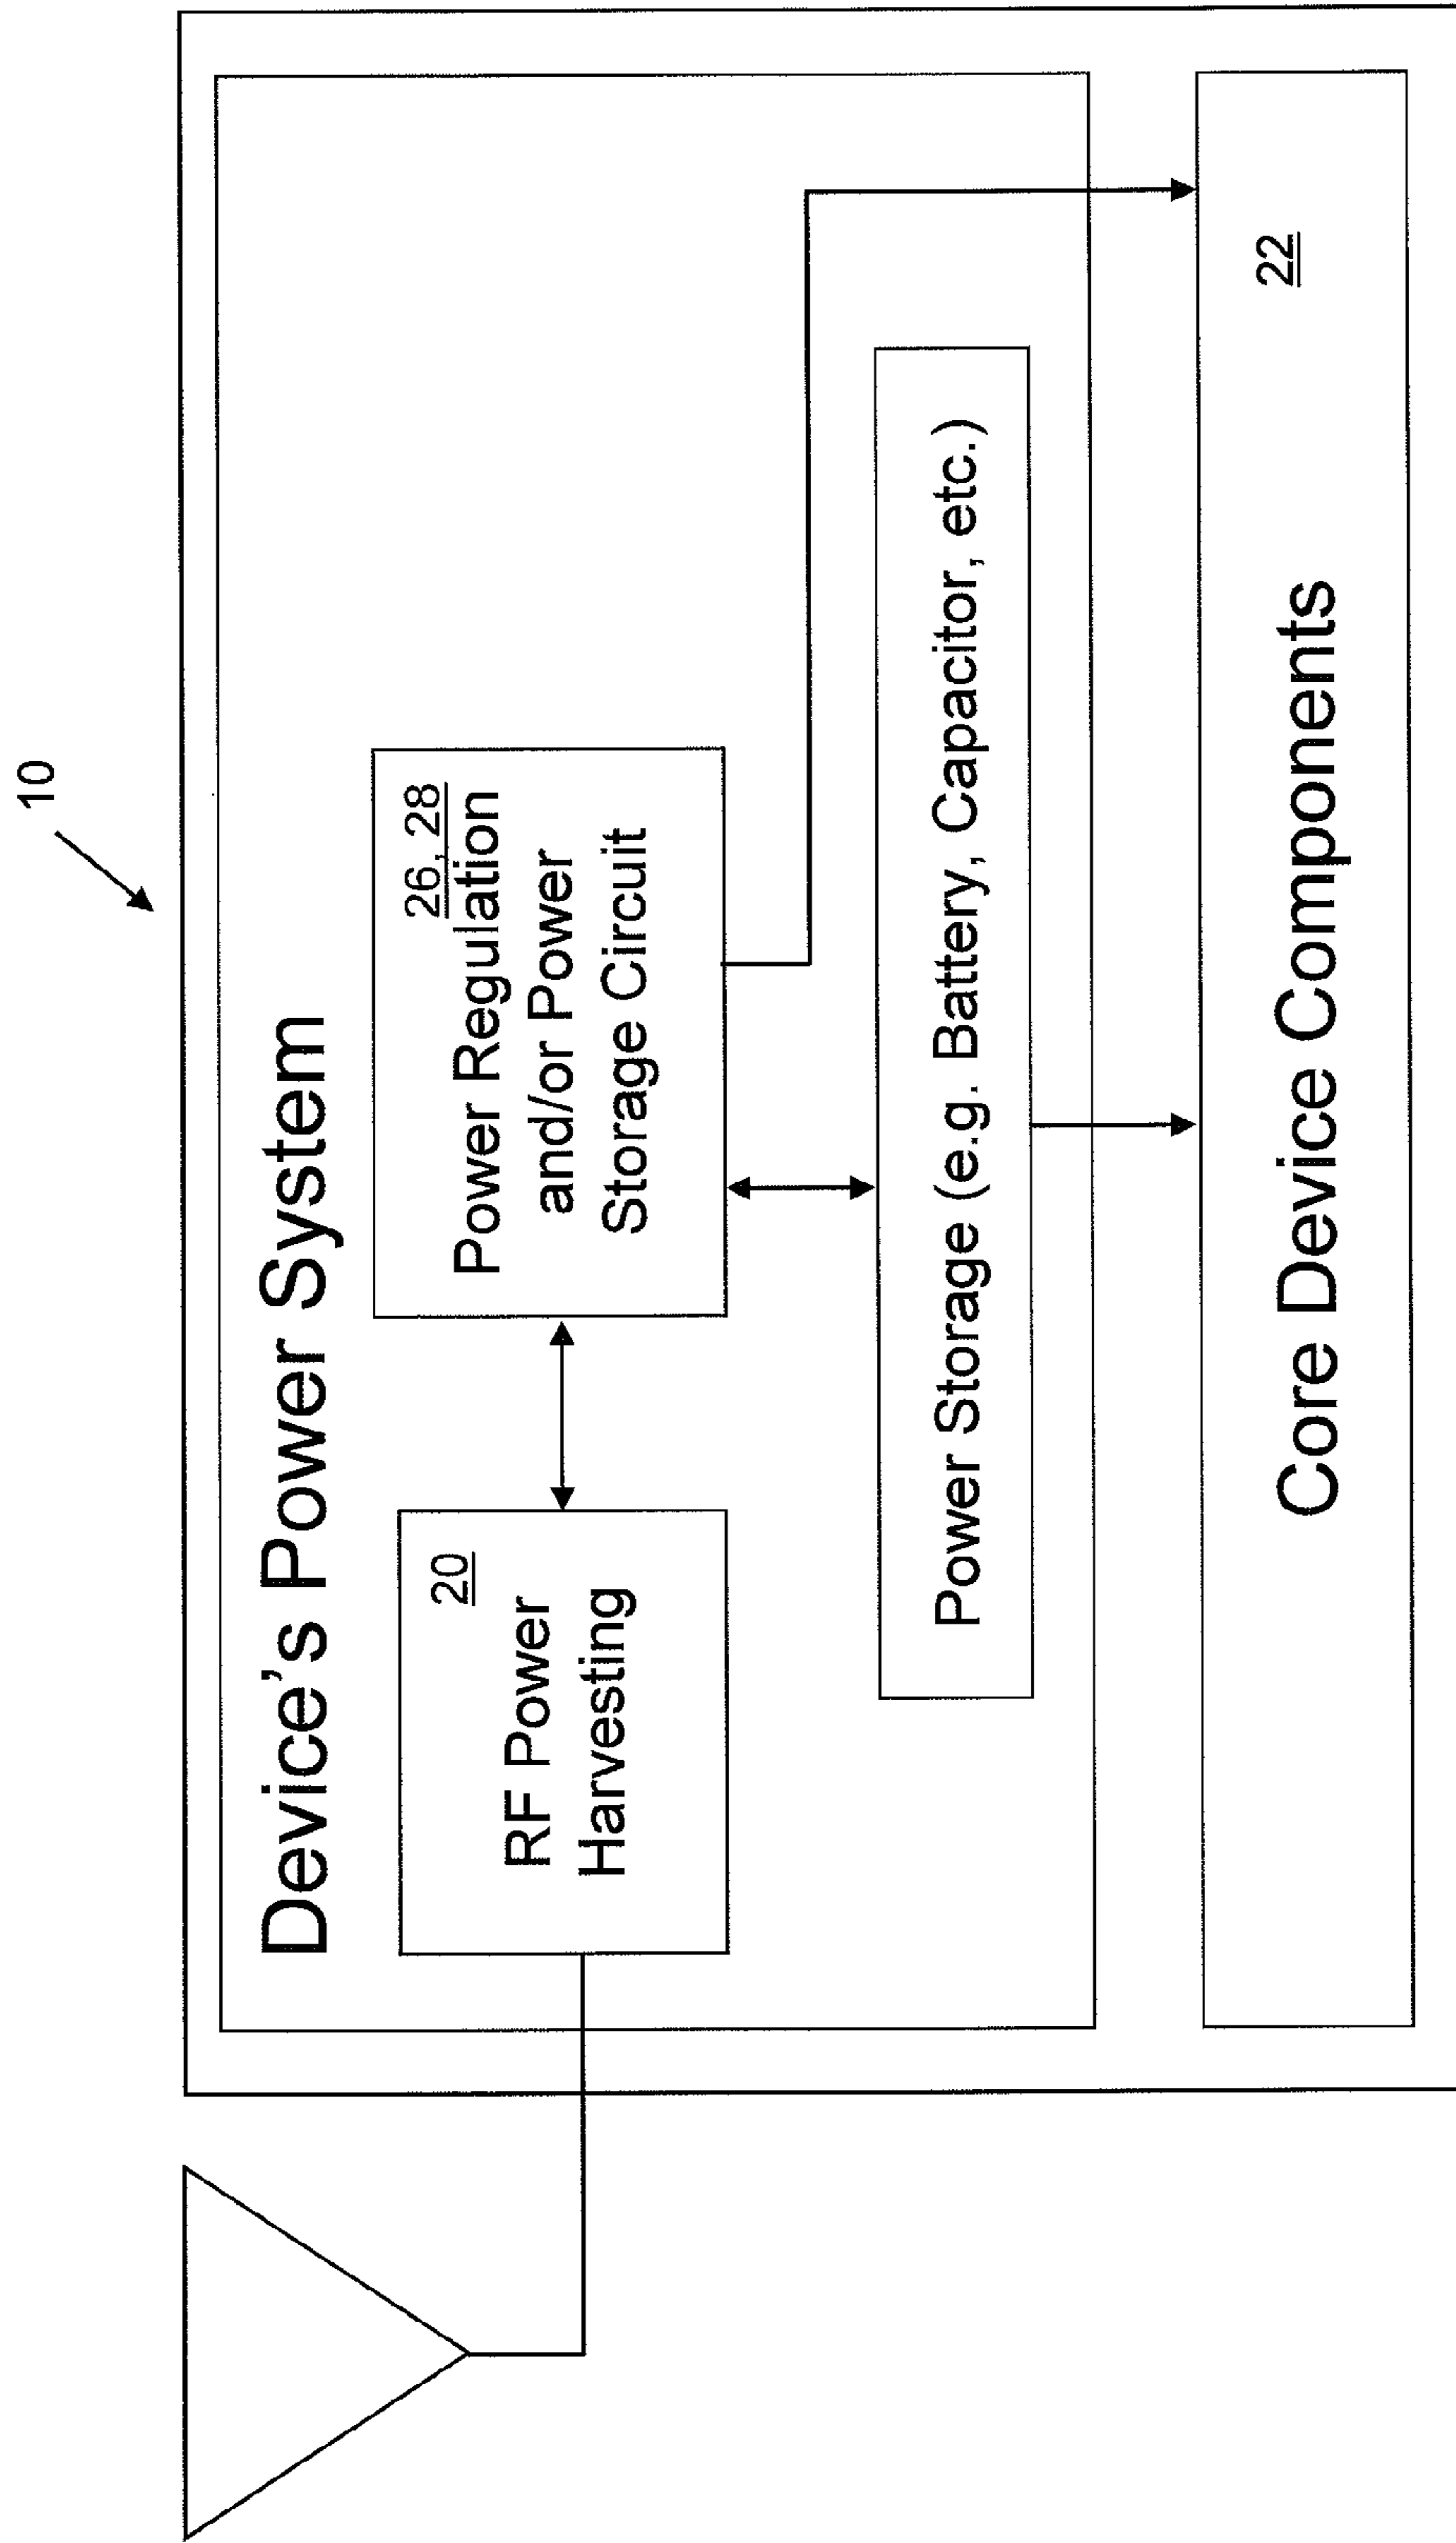 10
Device's Power System
20
RF Power
Harvesting
26, 28
Power Regulation
and/or Power
Storage Circuit
Power Storage (e.g. Battery, Capacitor, etc.)
22
Core Device Components